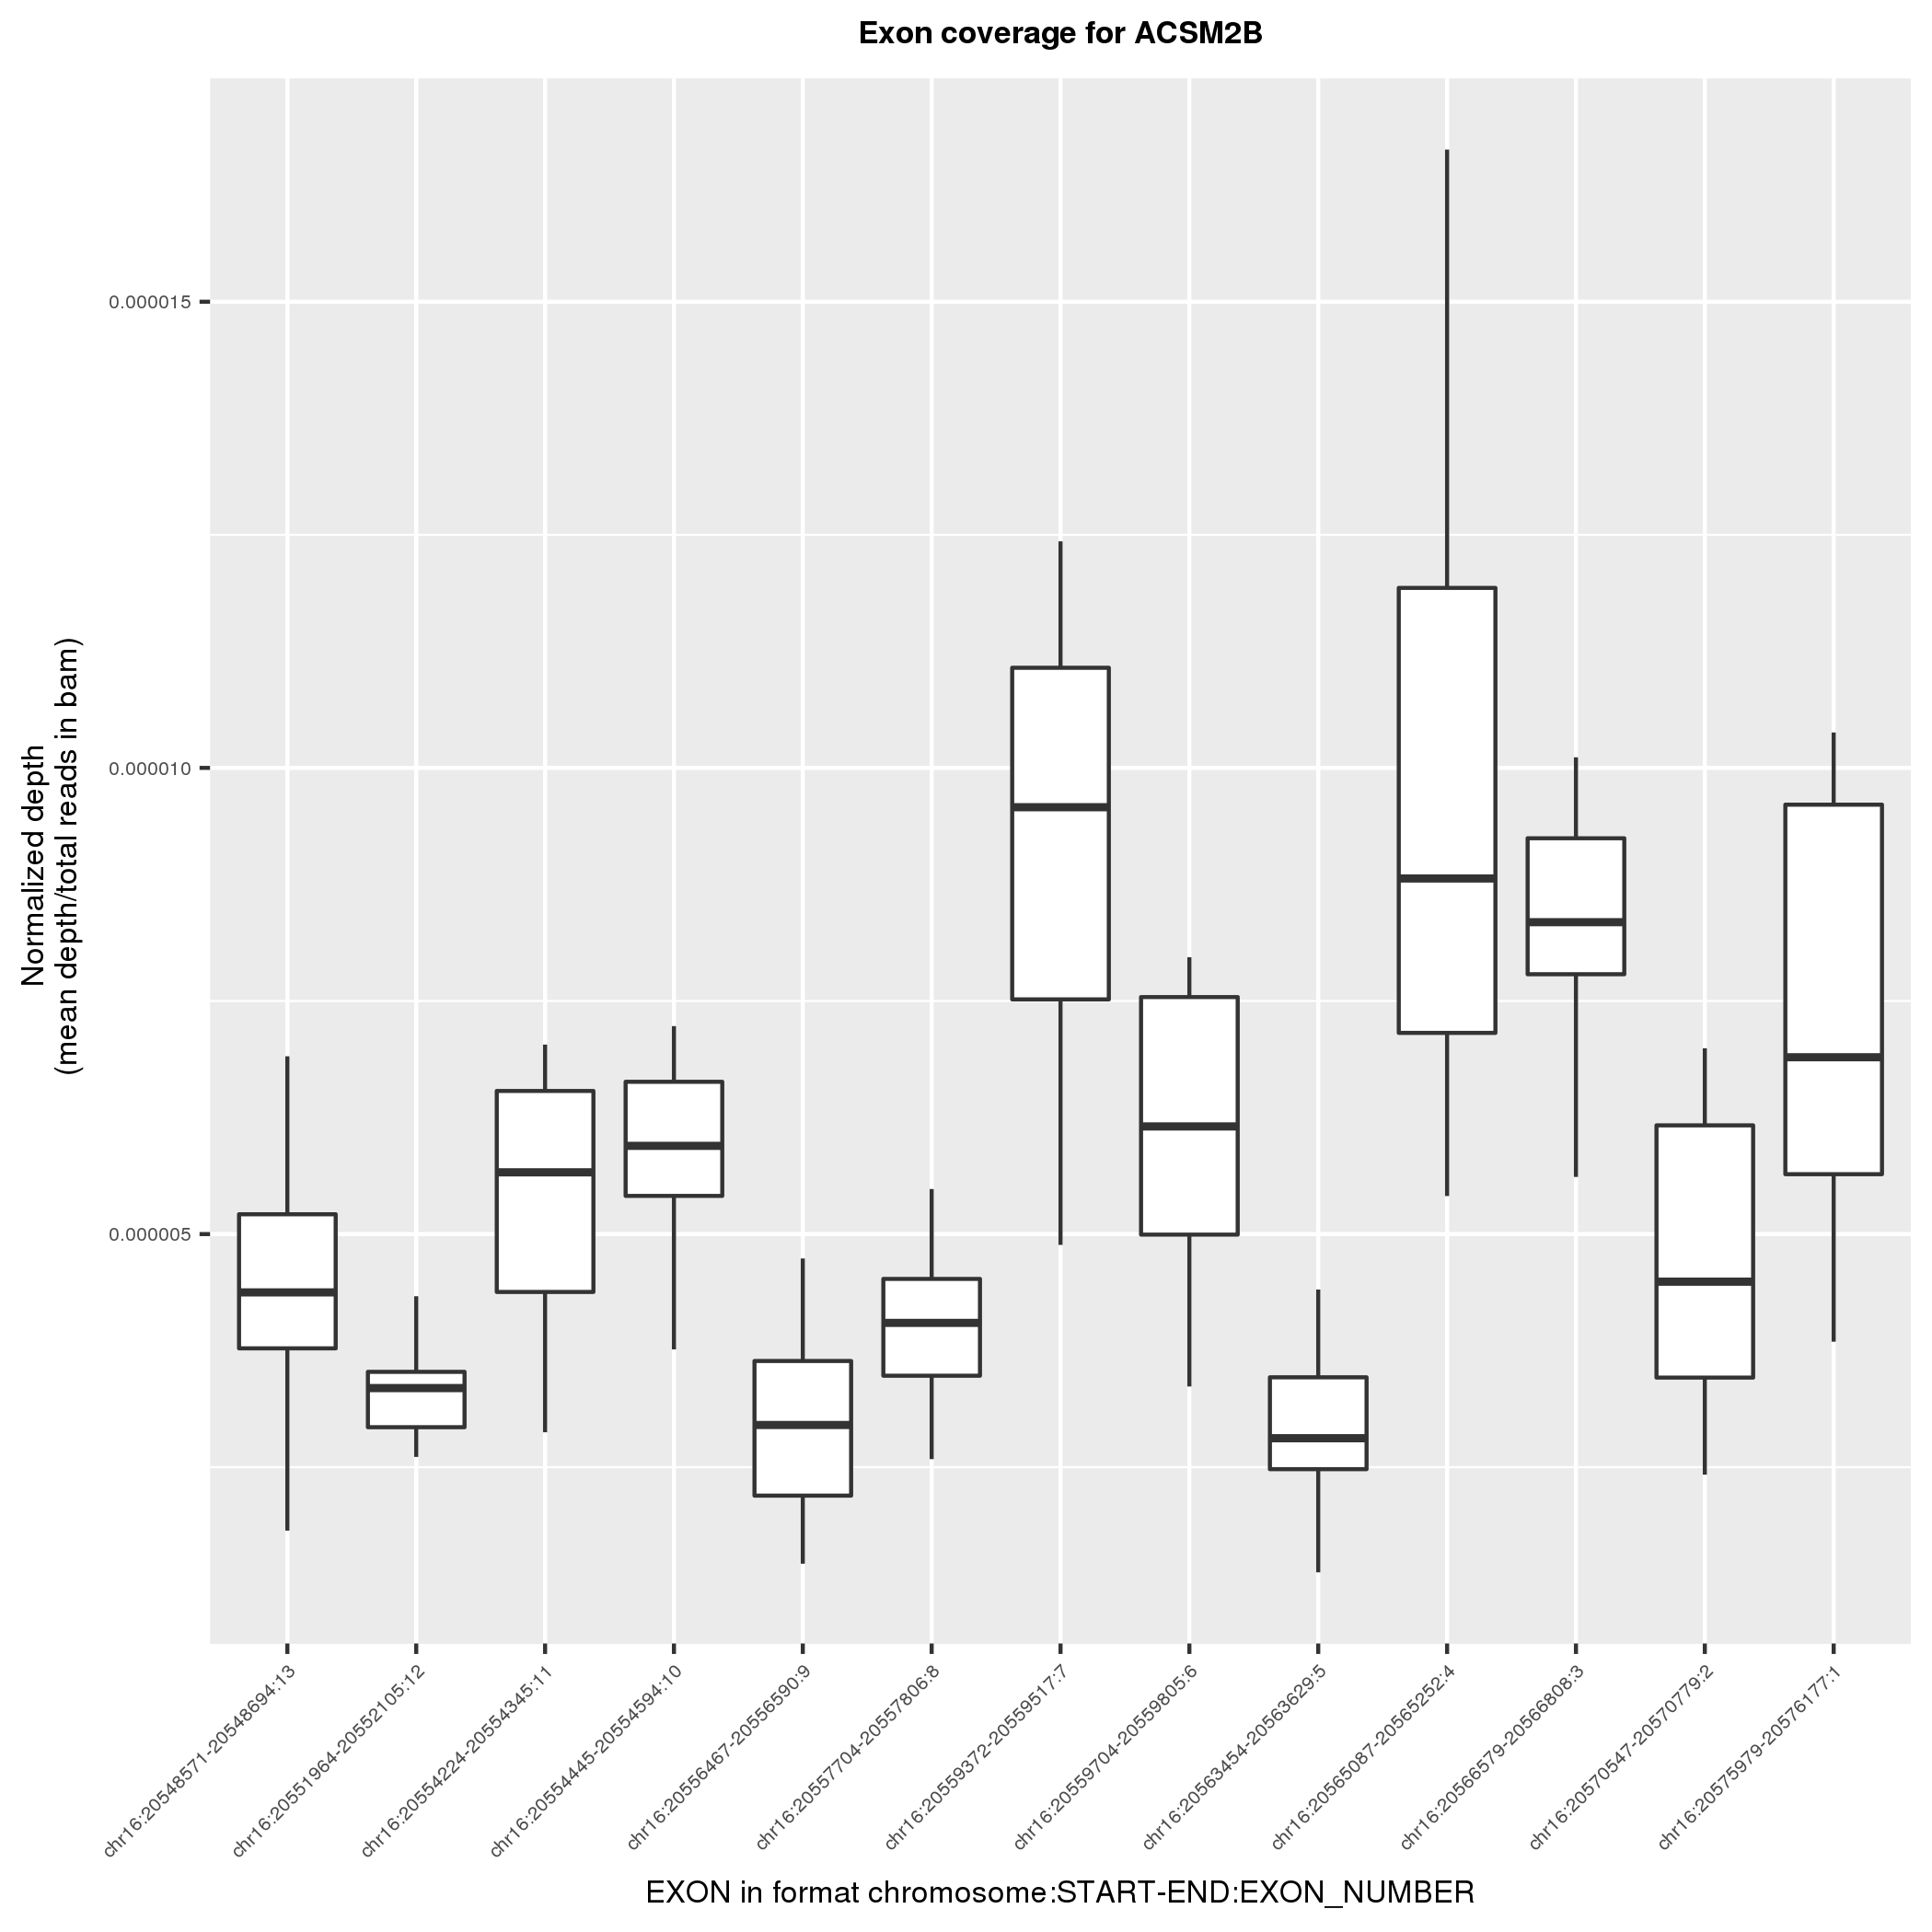 Exon coverage for ACSM2B
Normalized depth
(mean depth/total reads in bam)
0.000015
0.000010
0.000005
chr16:20548571-20548694:13
chr16:20551964-20552105:12
chr16:20554224-20554345:11
chr16:20554445-20554594:10
chr16:20556467-20556590:9
chr16:20557704-20557806:8
chr16:20559372-20559517:7
chr16:20559704-20559805:6
chr16:20563454-20563629:5
chr16:20565087-20565252:4
chr16:20566579-20566808:3
chr16:20570547-20570779:2
chr16:20575979-20576177:1
EXON in format chromosome:START-END:EXON_NUMBER